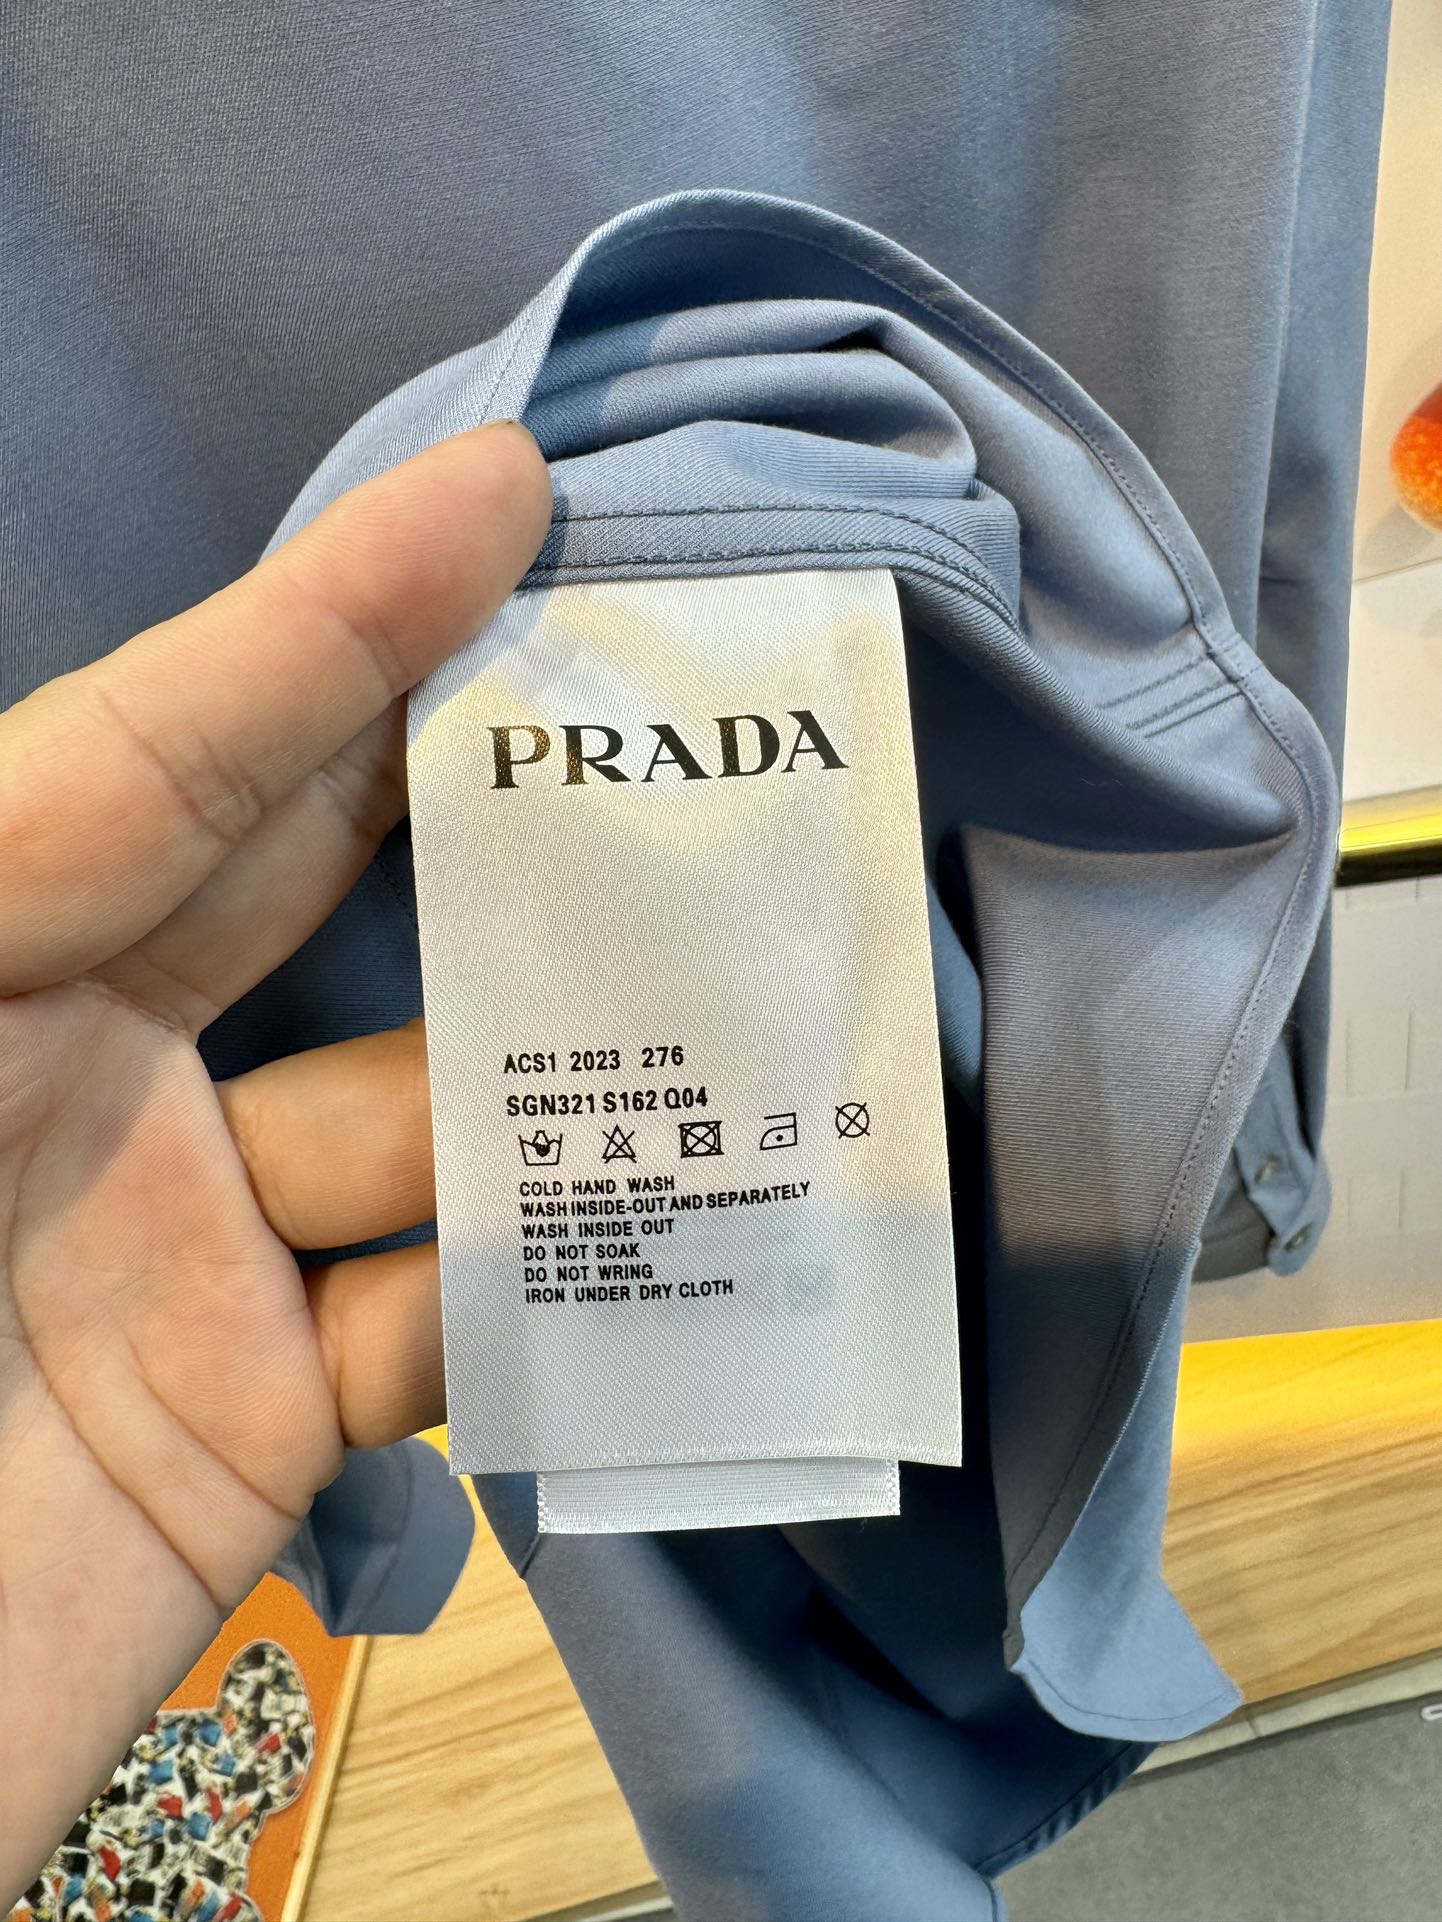 PRADA
ACS1 2023 276
SGN321 S162 Q04
COLD HAND WASH
WASH INSIDE-OUT AND SEPARATELY
WASH INSIDE OUT
DO NOT SOAK
DO NOT WRING
IRON UNDER DRY CLOTH